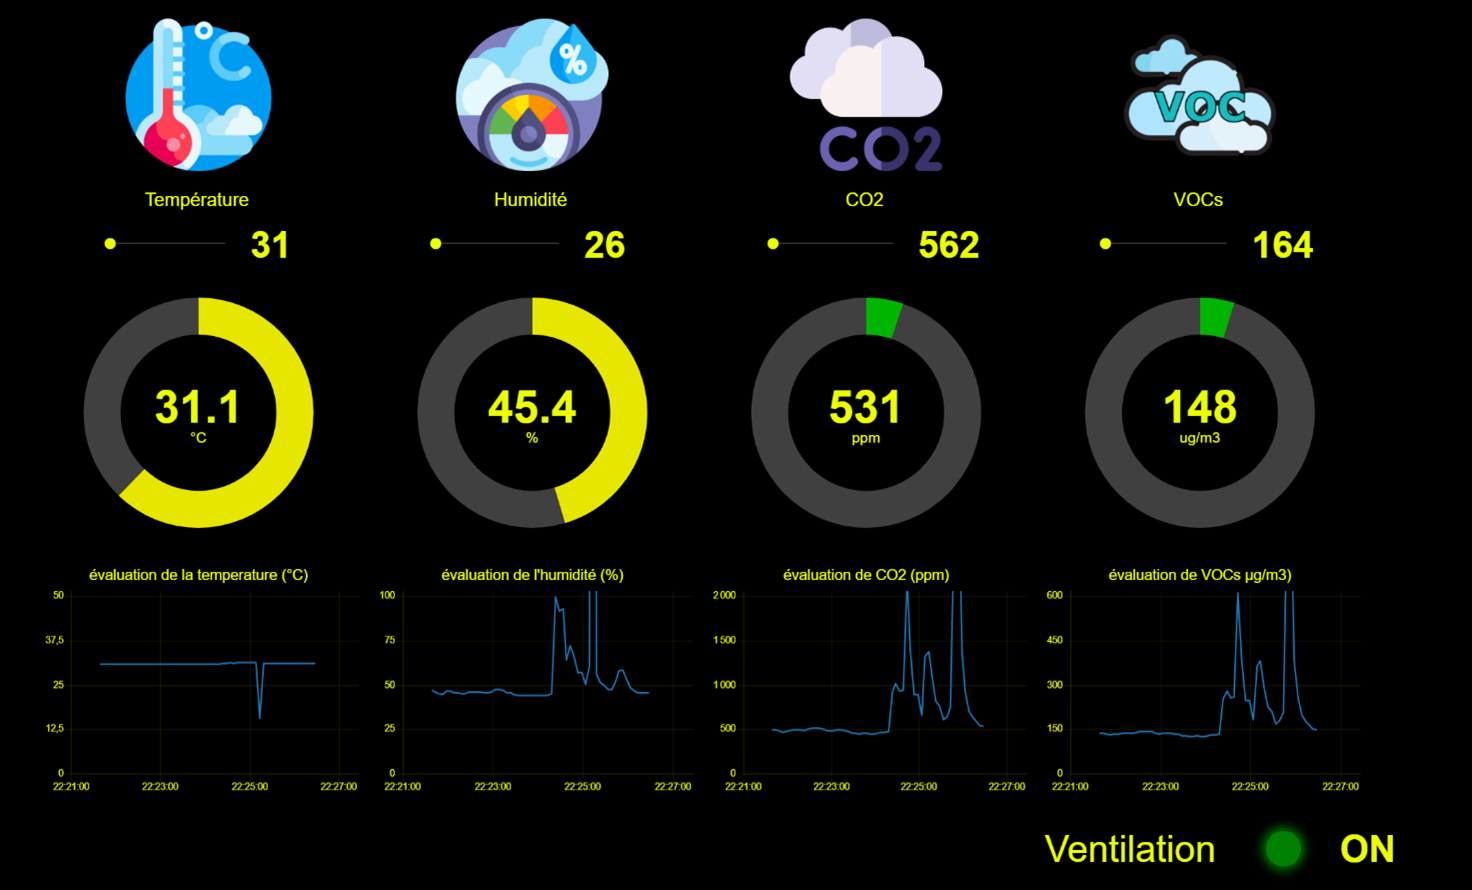 °C
%
CO2
VOC
Température
Humidité
CO2
VOCs
31
26
562
164
31.1
°C
45.4
%
531
ppm
148
ug/m3
évaluation de la temperature (°C)
50
37,5
25
12,5
0
22:21:00 22:23:00 22:25:00 22:27:00
évaluation de l'humidité (%)
100
75
50
25
0
22:21:00 22:23:00 22:25:00 22:27:00
évaluation de CO2 (ppm)
2 000
1 500
1 000
500
0
22:21:00 22:23:00 22:25:00 22:27:00
évaluation de VOCs µg/m3)
600
450
300
150
0
22:21:00 22:23:00 22:25:00 22:27:00
Ventilation ON